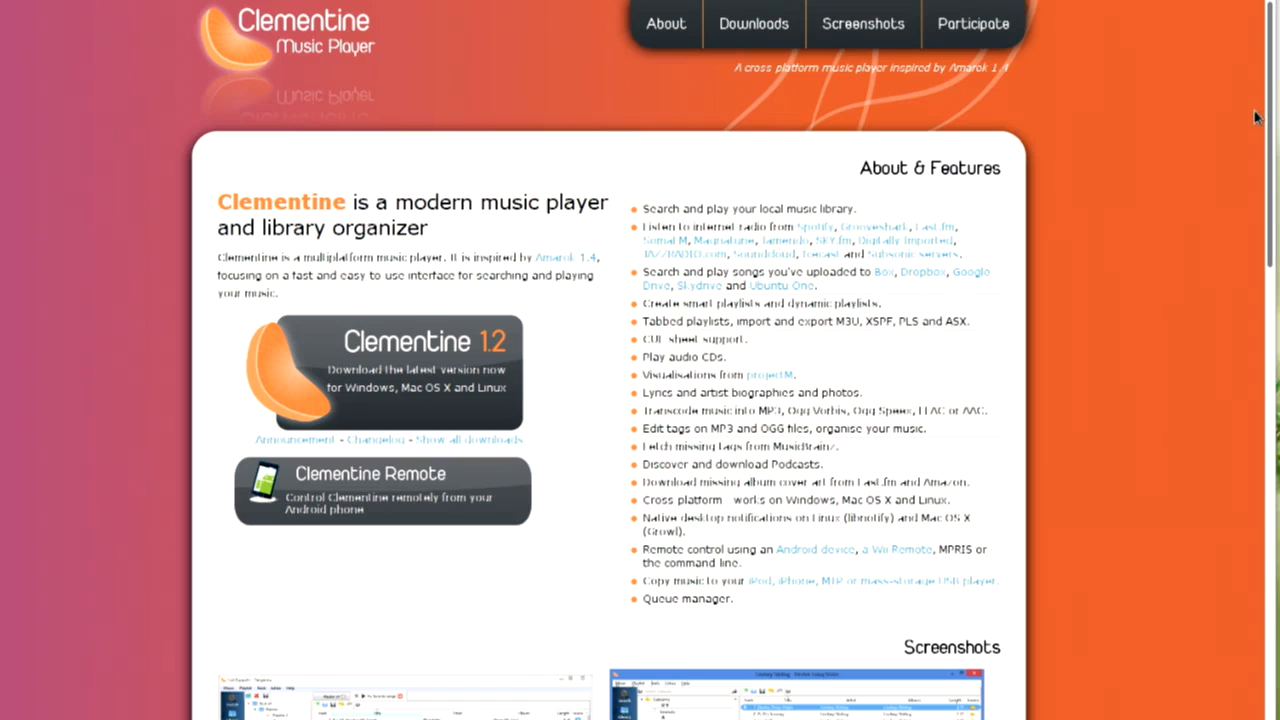 Clementine
Music Player
About
Downloads
Screenshots
Participate
A cross platform music player inspired by Amarok 1.4
About & Features
Clementine is a modern music player
and library organizer
Clementine is a multiplatform music player. It is inspired by Amarok 1.4,
focusing on a fast and easy to use interface for searching and playing
your music.
Clementine 1.2
Download the latest version now
for Windows, Mac OS X and Linux
Announcement - Changelog - Show all downloads
Clementine Remote
Control Clementine remotely from your
Android phone
Search and play your local music library.
Listen to internet radio from Spotify, Grooveshark, Last.fm,
SomaFM, Magnatune, Jamendo, SKY.fm, Digitally Imported,
JAZZRADIO.com, Soundcloud, Icecast and Subsonic servers.
Search and play songs you've uploaded to Box, Dropbox, Google
Drive, Skydrive and Ubuntu One.
Create smart playlists and dynamic playlists.
Tabbed playlists, import and export M3U, XSPF, PLS and ASX.
CUE sheet support.
Play audio CDs.
Visualisations from projectM.
Lyrics and artist biographies and photos.
Transcode music into MP3, Ogg Vorbis, Ogg Speex, FLAC or AAC.
Edit tags on MP3 and OGG files, organise your music.
Fetch missing tags from MusicBrainz.
Discover and download Podcasts.
Download missing album cover art from Last.fm and Amazon.
Cross platform works on Windows, Mac OS X and Linux.
Native desktop notifications on Linux (libnotify) and Mac OS X
(Growl).
Remote control using an Android device, a Wii Remote, MPRIS or
the command line.
Copy music to your iPod, iPhone, MTP or mass-storage USB player.
Queue manager.
Screenshots